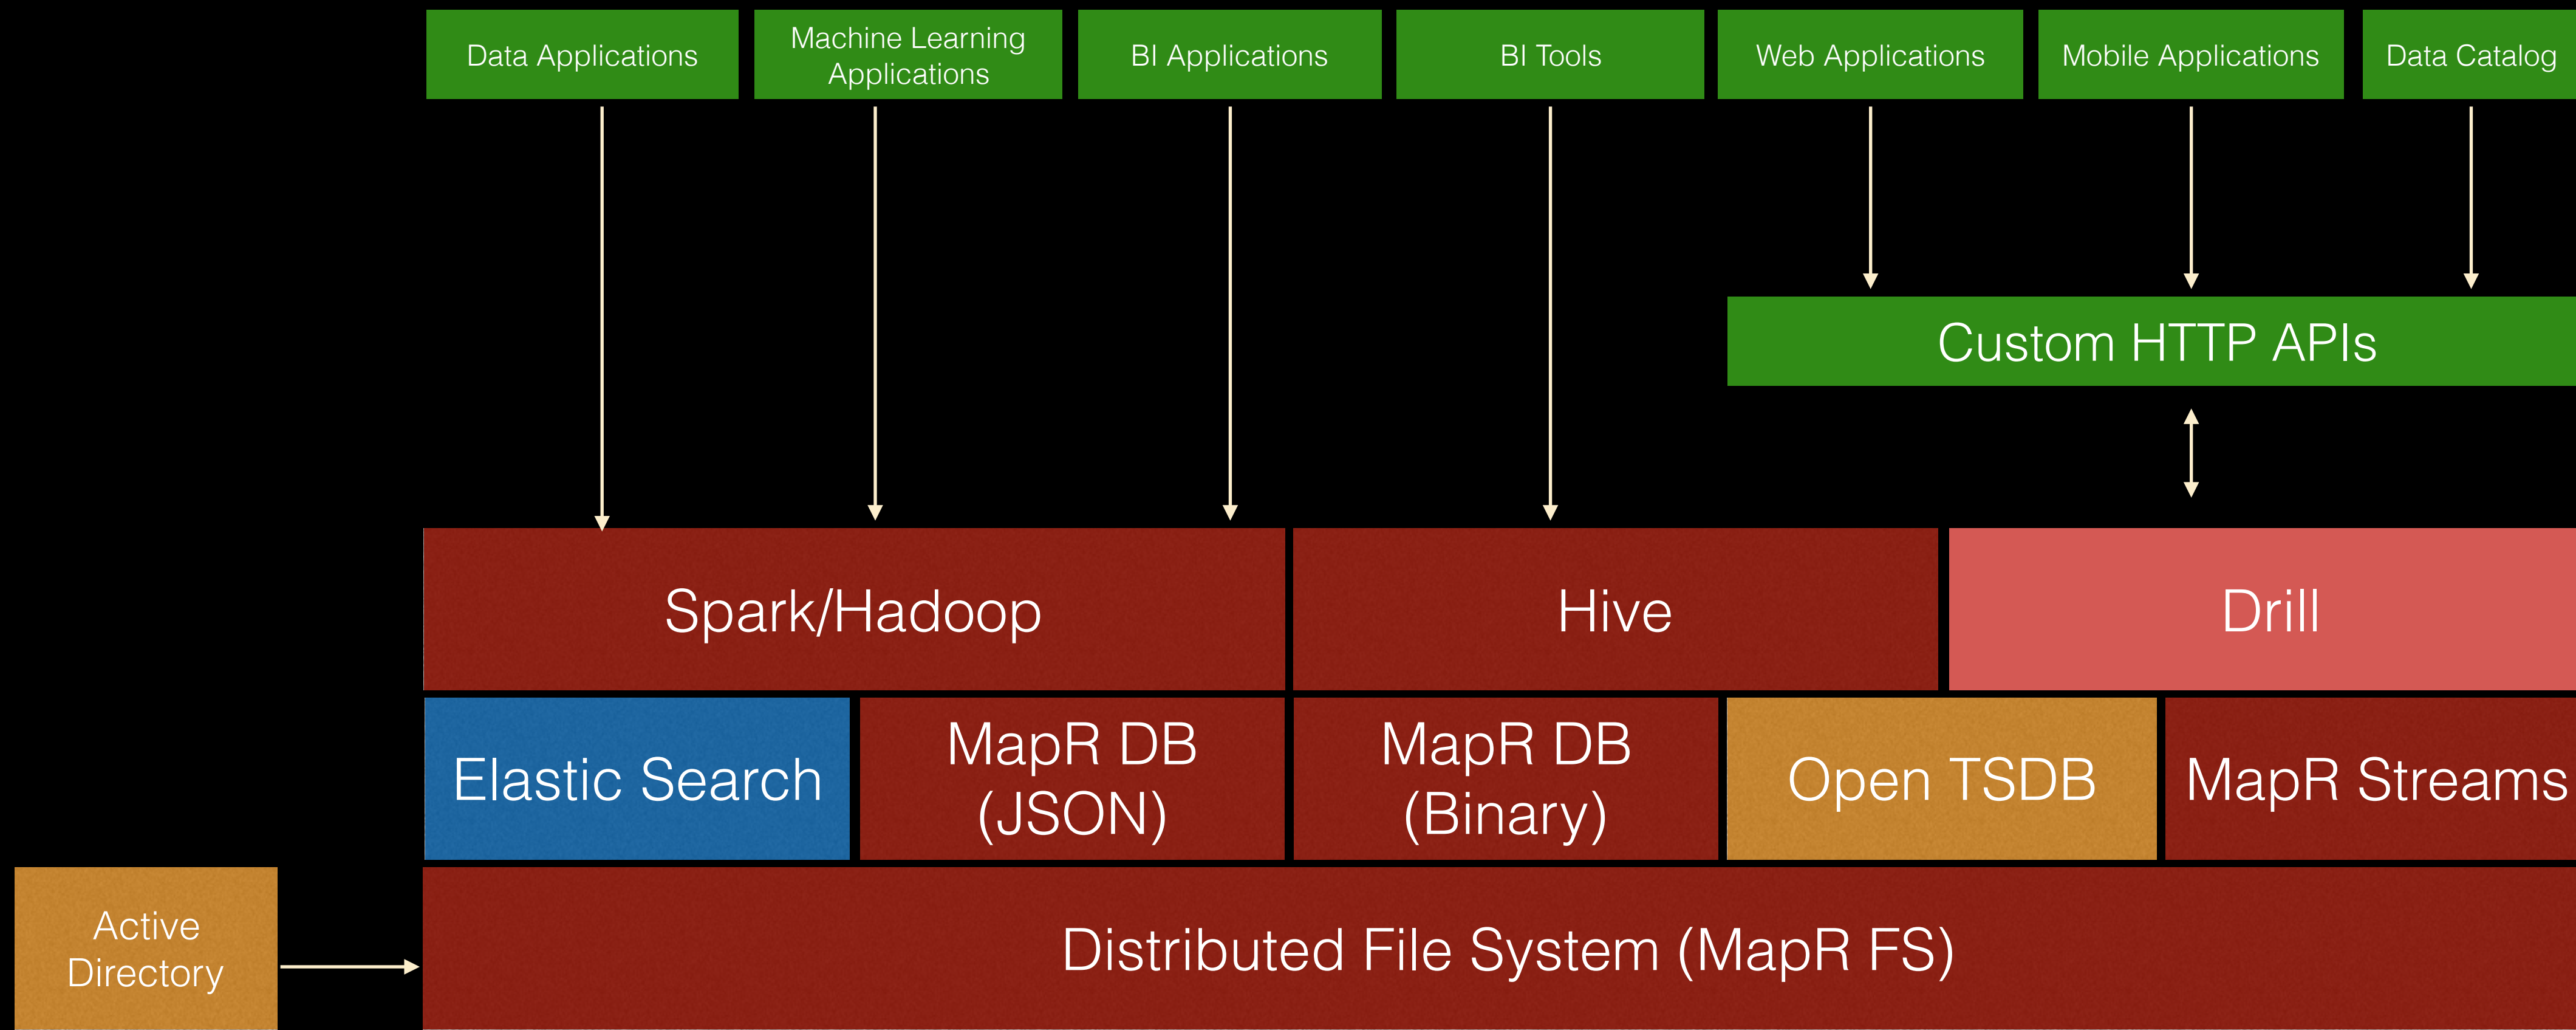 Data Applications
Machine Learning
Applications
BI Applications
BI Tools
Web Applications
Mobile Applications
Data Catalog
Custom HTTP APIs
Spark/Hadoop
Hive
Drill
Elastic Search
MapR DB
(JSON)
MapR DB
(Binary)
Open TSDB
MapR Streams
Active
Directory
Distributed File System (MapR FS)